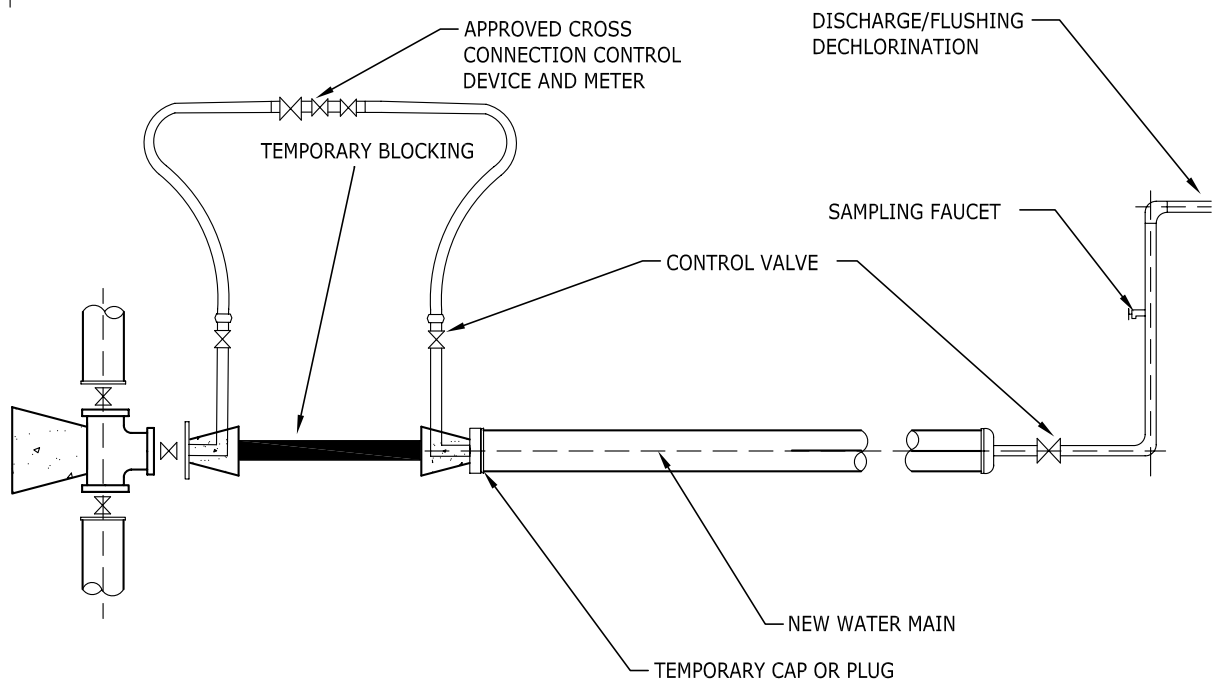 APPROVED CROSS
CONNECTION CONTROL
DEVICE AND METER
DISCHARGE/FLUSHING
DECHLORINATION
TEMPORARY BLOCKING
SAMPLING FAUCET
CONTROL VALVE
NEW WATER MAIN
TEMPORARY CAP OR PLUG